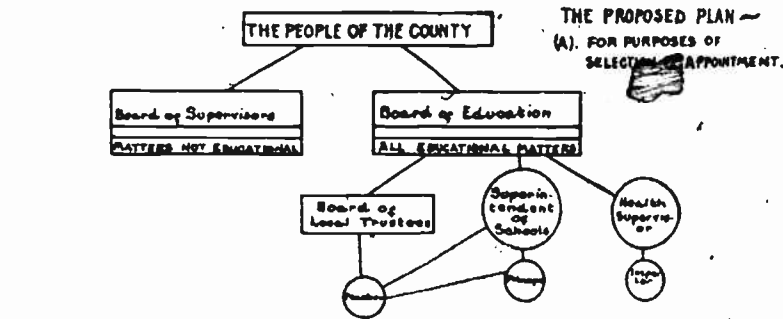 THE PEOPLE OF THE COUNTY
THE PROPOSED PLAN ~
(A). FOR PURPOSES OF
SELECTION APPOINTMENT.
Board of Supervisors
MATTERS NOT EDUCATIONAL
Board of Education
ALL EDUCATIONAL MATTERS
Board of
Local Trustees
Superin-
tendent
of
Schools
Health
Supervis-
or